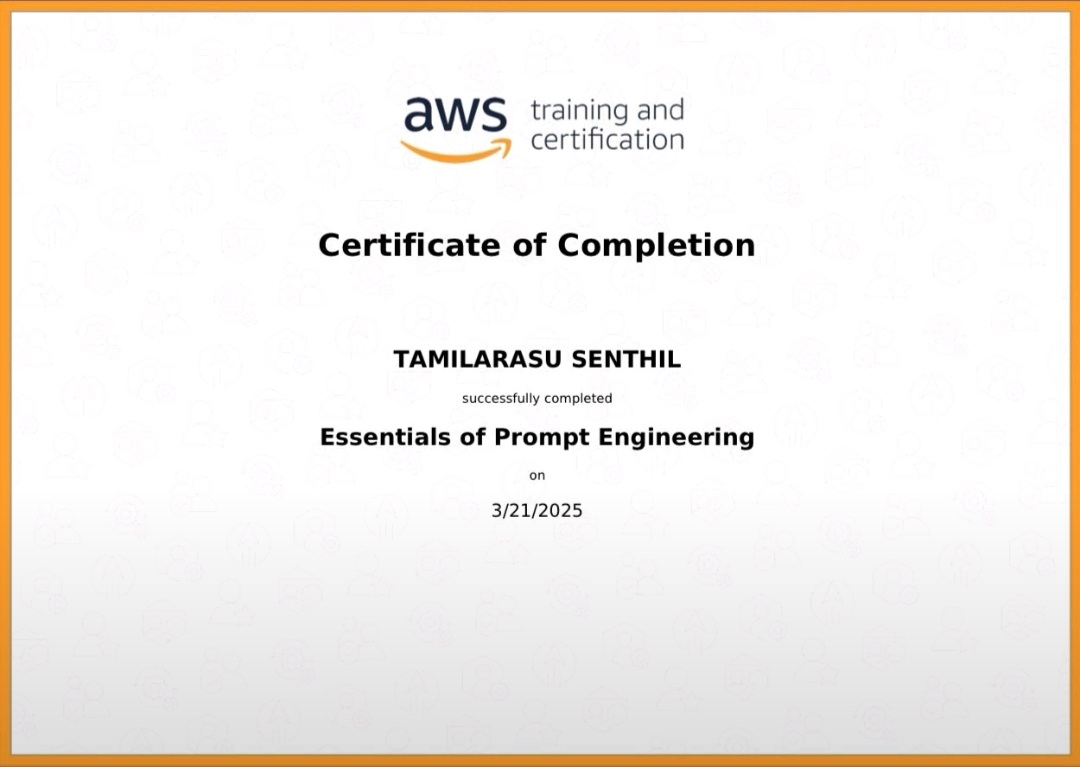 aws training and
certification
Certificate of Completion
TAMILARASU SENTHIL
successfully completed
Essentials of Prompt Engineering
on
3/21/2025